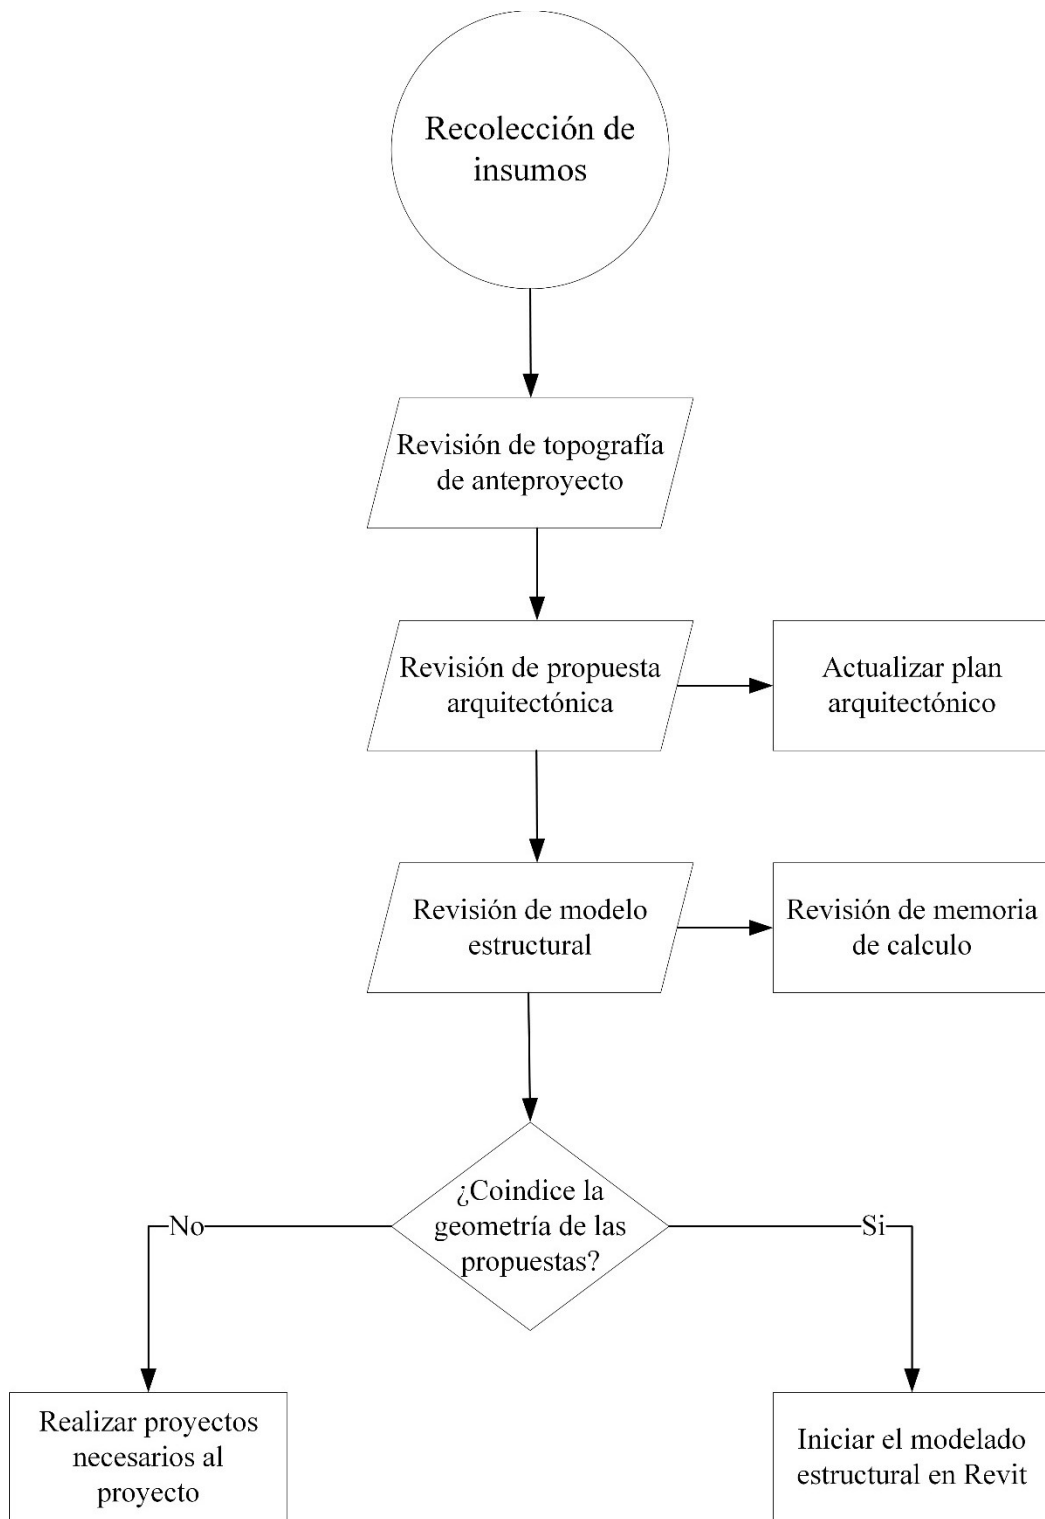 Recolección de
insumos
Revisión de topografía
de anteproyecto
Revisión de propuesta
arquitectónica
Actualizar plan
arquitectónico
Revisión de modelo
estructural
Revisión de memoria
de calculo
¿Coindice la
geometría de las
propuestas?
No
Si
Realizar proyectos
necesarios al
proyecto
Iniciar el modelado
estructural en Revit